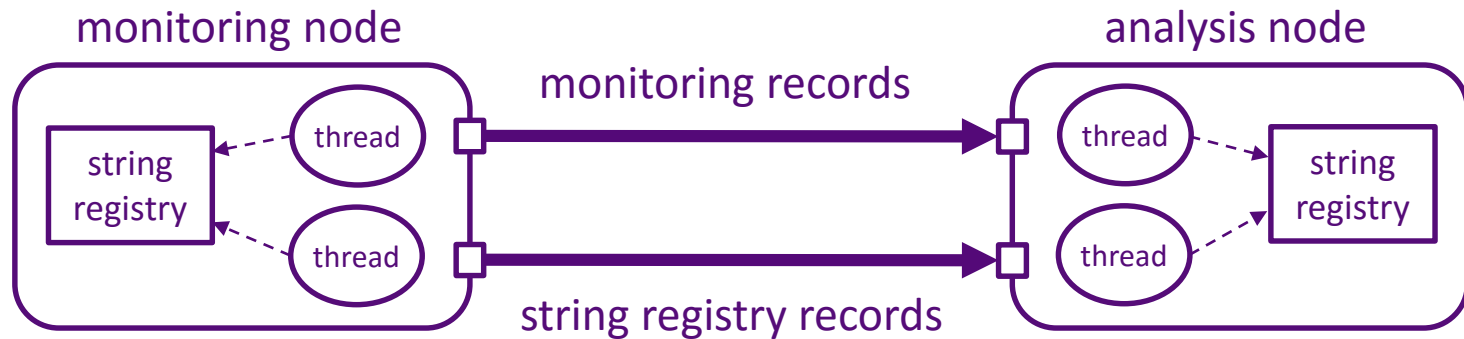 monitoring node
analysis node
monitoring records
thread
thread
string
registry
string
registry
thread
thread
string registry records